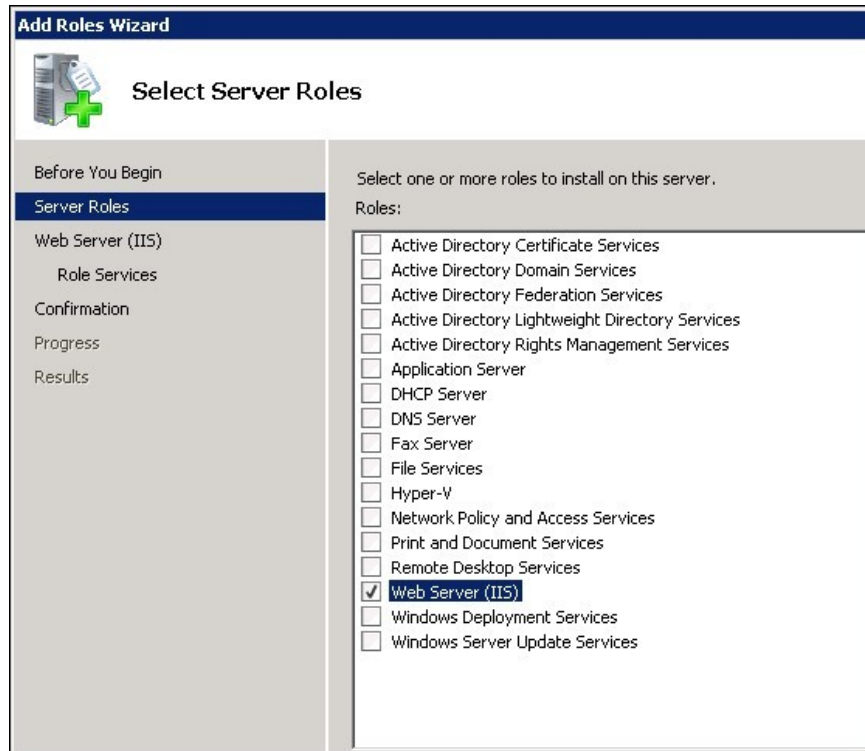 Add Roles Wizard
Select Server Roles
Before You Begin
Server Roles
Web Server (IIS)
Role Services
Confirmation
Progress
Results
Select one or more roles to install on this server.
Roles:
Active Directory Certificate Services
Active Directory Domain Services
Active Directory Federation Services
Active Directory Lightweight Directory Services
Active Directory Rights Management Services
Application Server
DHCP Server
DNS Server
Fax Server
File Services
Hyper-V
Network Policy and Access Services
Print and Document Services
Remote Desktop Services
Web Server (IIS)
Windows Deployment Services
Windows Server Update Services